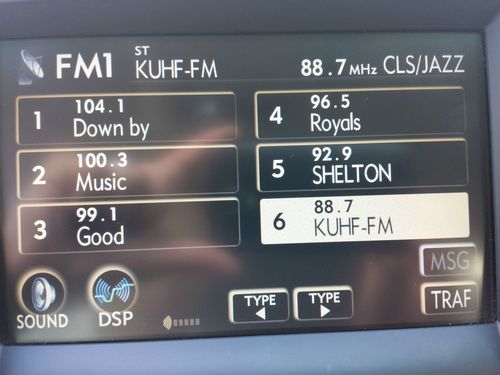 FM1 ST
KUHF-FM 88.7 MHz CLS/JAZZ
1 104.1
Down by
2 100.3
Music
3 99.1
Good
4 96.5
Royals
5 92.9
SHELTON
6 88.7
KUHF-FM
MSG
SOUND
DSP
TYPE
TYPE
TRAF